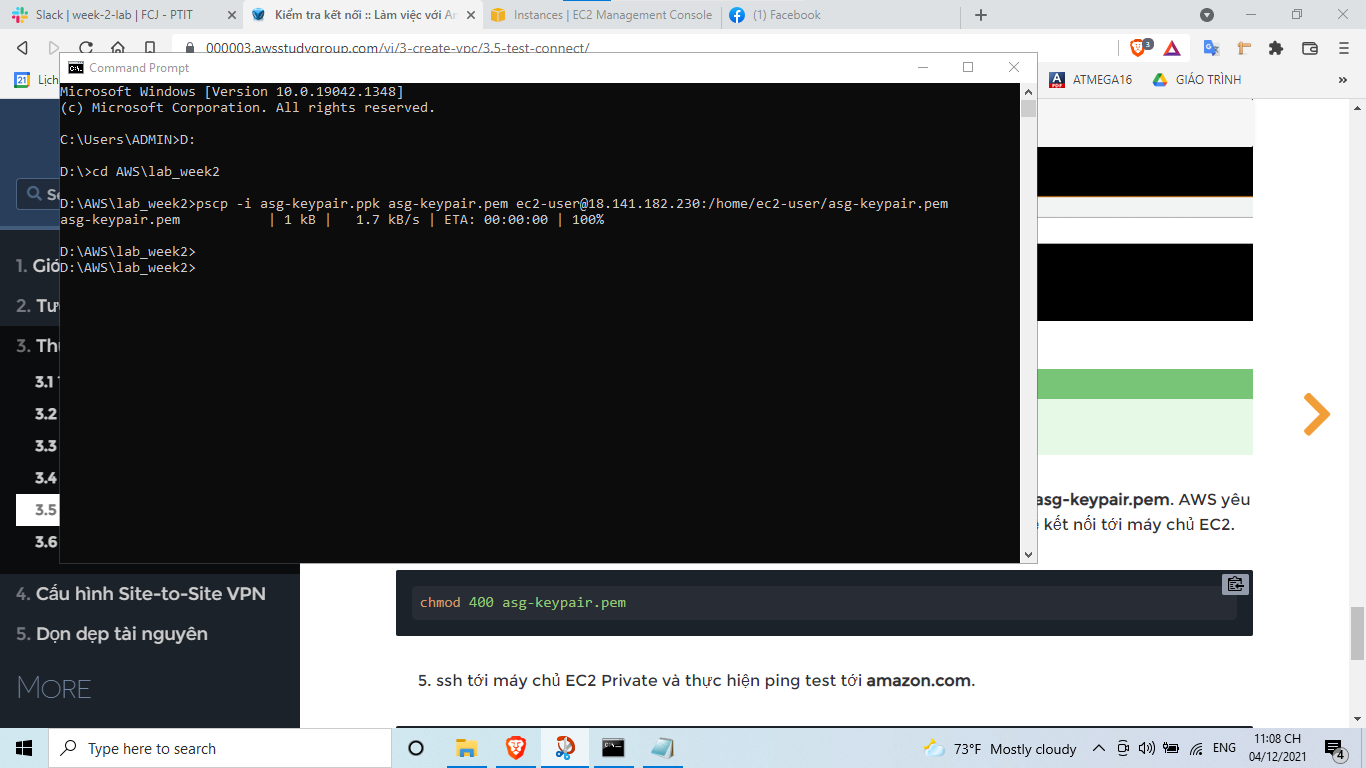 Slack | week-2-lab | FCJ - PTIT
Kiểm tra kết nối :: Làm việc với Am
Instances | EC2 Management Console
(1) Facebook
000003.awsstudygroup.com/vi/3-create-vpc/3.5-test-connect/
3
Lịch
ATMEGA16
GIÁO TRÌNH
Command Prompt
Microsoft Windows [Version 10.0.19042.1348]
(c) Microsoft Corporation. All rights reserved.
C:\Users\ADMIN>D:
D:\>cd AWS\lab_week2
D:\AWS\lab_week2>pscp -i asg-keypair.ppk asg-keypair.pem ec2-user@18.141.182.230:/home/ec2-user/asg-keypair.pem
asg-keypair.pem | 1 kB | 1.7 kB/s | ETA: 00:00:00 | 100%
D:\AWS\lab_week2>
D:\AWS\lab_week2>
1. Giớ
2. Tư
3. Th
3.1
3.2
3.3
3.4
3.5
3.6
4. Cấu hình Site-to-Site VPN
5. Dọn dẹp tài nguyên
MORE
asg-keypair.pem. AWS yêu
kết nối tới máy chủ EC2.
chmod 400 asg-keypair.pem
5. ssh tới máy chủ EC2 Private và thực hiện ping test tới amazon.com.
Type here to search
73°F Mostly cloudy
ENG
11:08 CH
04/12/2021
4